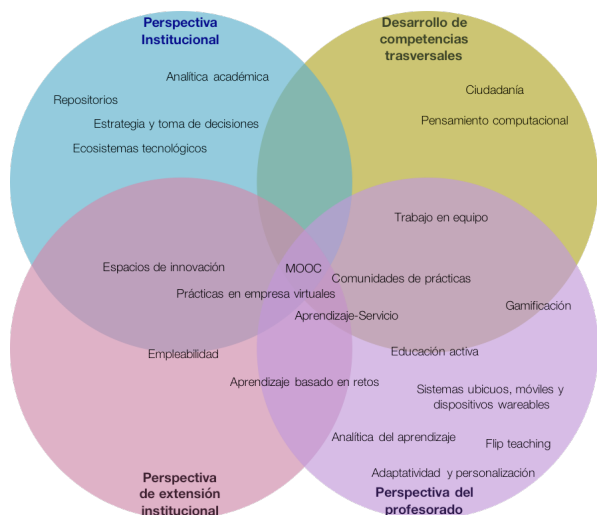 Perspectiva
Institucional
Desarrollo de
competencias
trasversales
Analítica académica
Repositorios
Ciudadanía
Estrategia y toma de decisiones
Pensamiento computacional
Ecosistemas tecnológicos
Trabajo en equipo
Espacios de innovación
MOOC
Comunidades de prácticas
Prácticas en empresa virtuales
Gamificación
Aprendizaje-Servicio
Empleabilidad
Educación activa
Aprendizaje basado en retos
Sistemas ubicuos, móviles y
dispositivos wareables
Analítica del aprendizaje
Flip teaching
Adaptatividad y personalización
Perspectiva
de extensión
institucional
Perspectiva del
profesorado